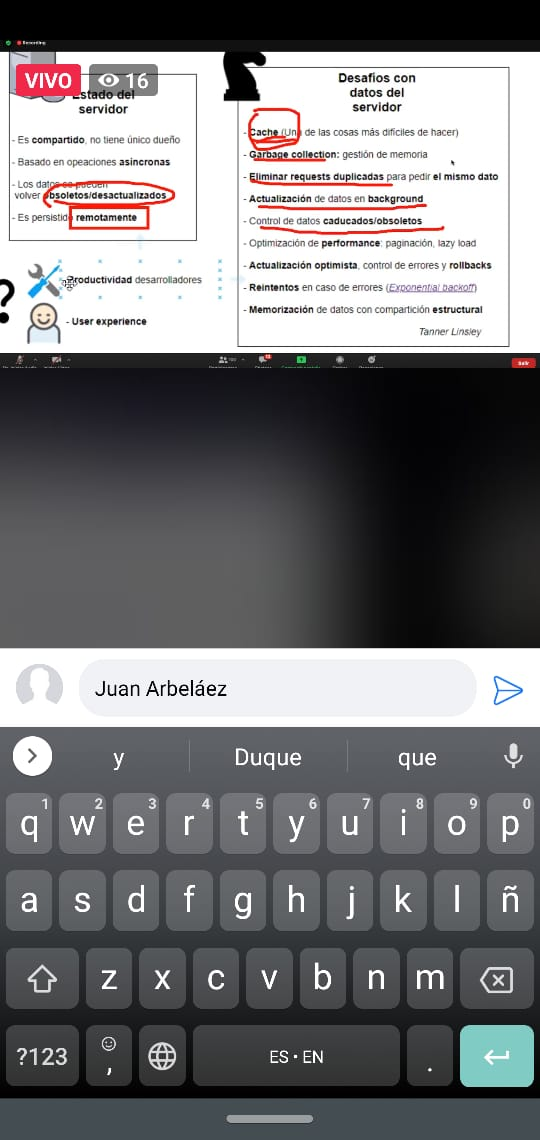 Recording
VIVO
16
Estado del
servidor
- Es compartido, no tiene único dueño
- Basado en opeaciones asincronas
- Los datos se pueden
volver obsoletos/desactualizados
- Es persistido remotamente
- Productividad desarrolladores
?
- User experience
Desafios con
datos del
servidor
- Cache (Una de las cosas más dificiles de hacer)
- Garbage collection: gestión de memoria
- Eliminar requests duplicadas para pedir el mismo dato
- Actualización de datos en background
- Control de datos caducados/obsoletos
- Optimización de performance: paginación, lazy load
- Actualización optimista, control de errores y rollbacks
- Reintentos en caso de errores (Exponential backoff)
- Memorización de datos con compartición estructural
Tanner Linsley
Salir
Juan Arbeláez
y Duque que
1 2 3 4 5 6 7 8 9 0
q w e r t y u i o p
a s d f g h j k l ñ
z x c v b n m
?123 , ES • EN .